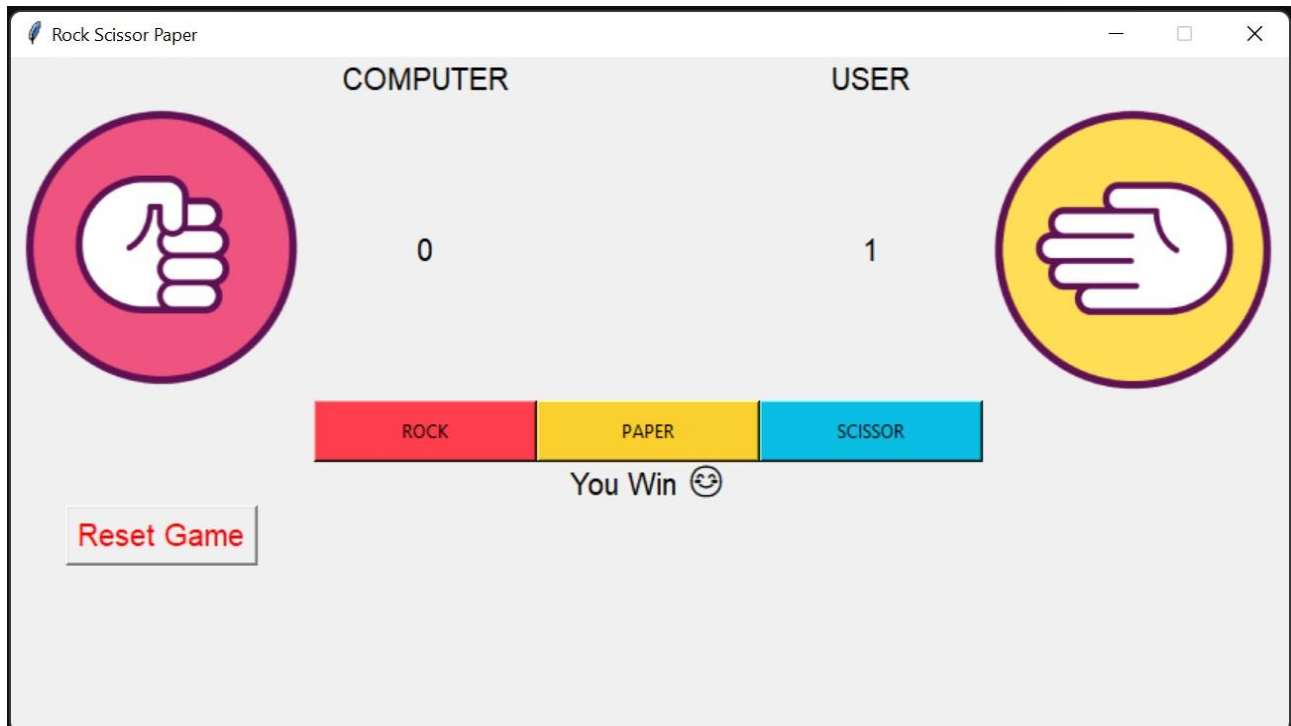 Rock Scissor Paper
COMPUTER USER
0 1
ROCK PAPER SCISSOR
You Win 😊
Reset Game